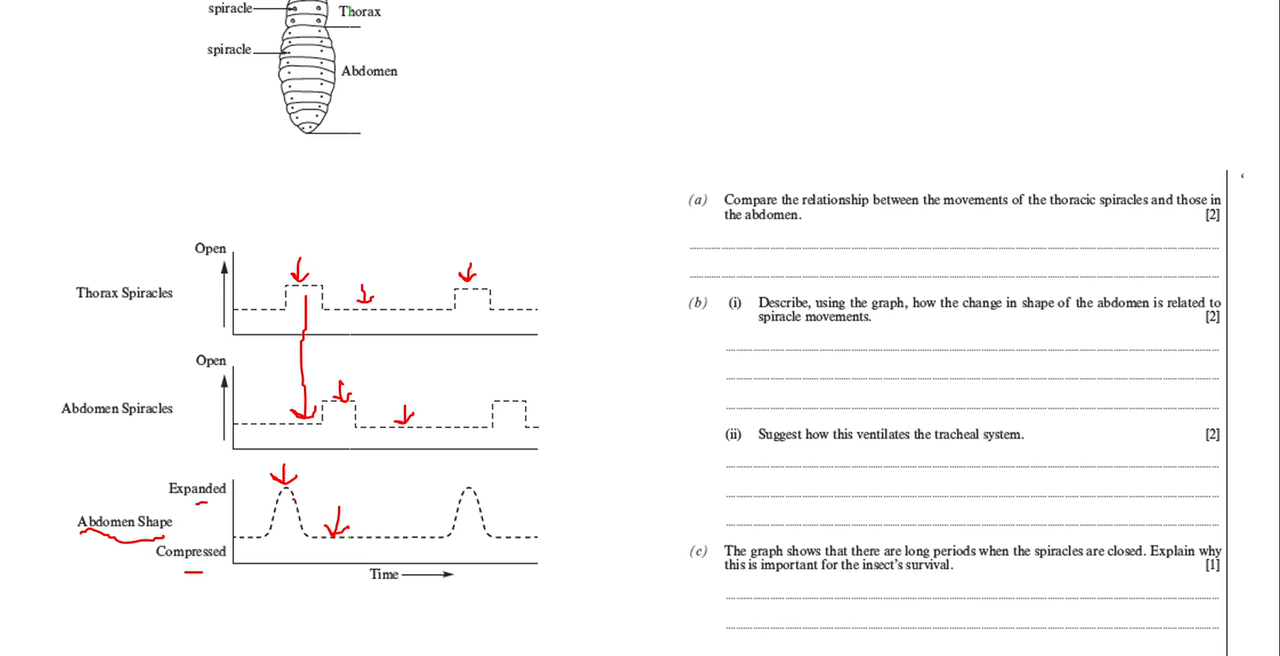 spiracle
Thorax
spiracle
Abdomen
Open
Thorax Spiracles
Open
Abdomen Spiracles
Expanded
Abdomen Shape
Compressed
Time
(a) Compare the relationship between the movements of the thoracic spiracles and those in
the abdomen. [2]
(b) (i) Describe, using the graph, how the change in shape of the abdomen is related to
spiracle movements. [2]
(ii) Suggest how this ventilates the tracheal system. [2]
(c) The graph shows that there are long periods when the spiracles are closed. Explain why
this is important for the insect's survival. [1]